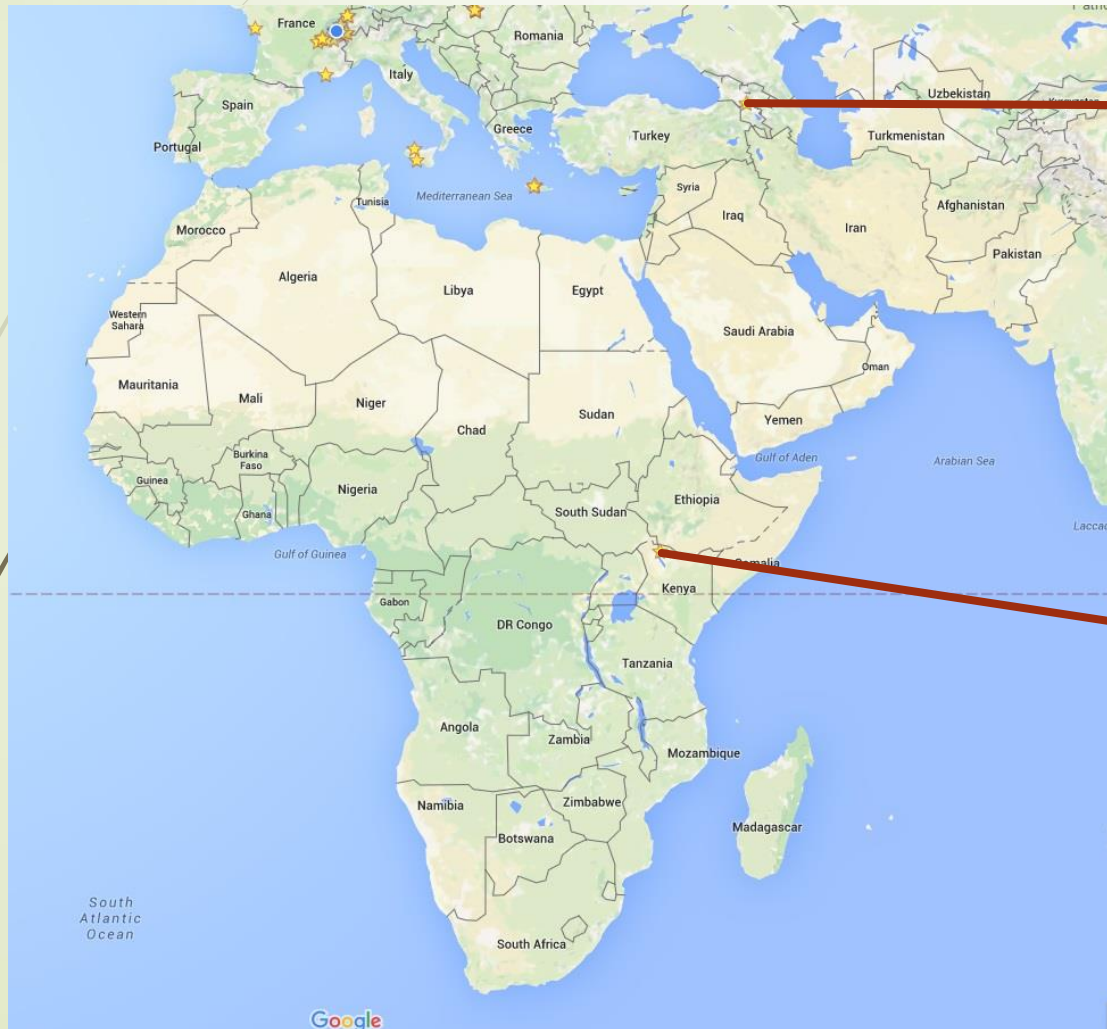 France
Romania
Italy
Uzbekistan
Spain
Greece
Turkey
Turkmenistan
Portugal
Syria
Afghanistan
Mediterranean Sea
Tunisia
Iraq
Iran
Morocco
Pakistan
Algeria
Libya
Egypt
Western
Sahara
Saudi Arabia
Oman
Mauritania
Mali
Niger
Sudan
Chad
Yemen
Burkina
Faso
Gulf of Aden
Arabian Sea
Guinea
Nigeria
Ethiopia
Ghana
South Sudan
Laccad
Gulf of Guinea
Somalia
Kenya
Gabon
DR Congo
Tanzania
Angola
Zambia
Mozambique
Namibia
Zimbabwe
Madagascar
Botswana
South
Atlantic
Ocean
South Africa
Google